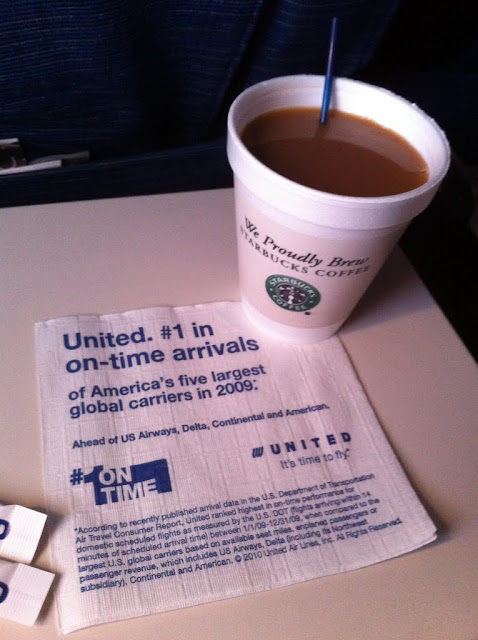 We Proudly Brew
STARBUCKS COFFEE
STARBUCKS
COFFEE
United. #1 in
on-time arrivals
of America's five largest
global carriers in 2009:*
Ahead of US Airways, Delta, Continental and American.
UNITED
It's time to fly.
#1 ON
TIME
*According to recently published arrival data in the U.S. Department of Transportation
Air Travel Consumer Report, United ranked highest in on-time performance for
domestic scheduled flights as measured by the U.S. DOT (flights arriving within 14
minutes of scheduled arrival time) between 1/1/09-12/31/09, when compared to the
largest U.S. global carriers based on available seat miles, enplaned passengers or
passenger revenue, which includes US Airways, Delta (including its Northwest
subsidiary), Continental and American. © 2010 United Air Lines, Inc. All Rights Reserved.